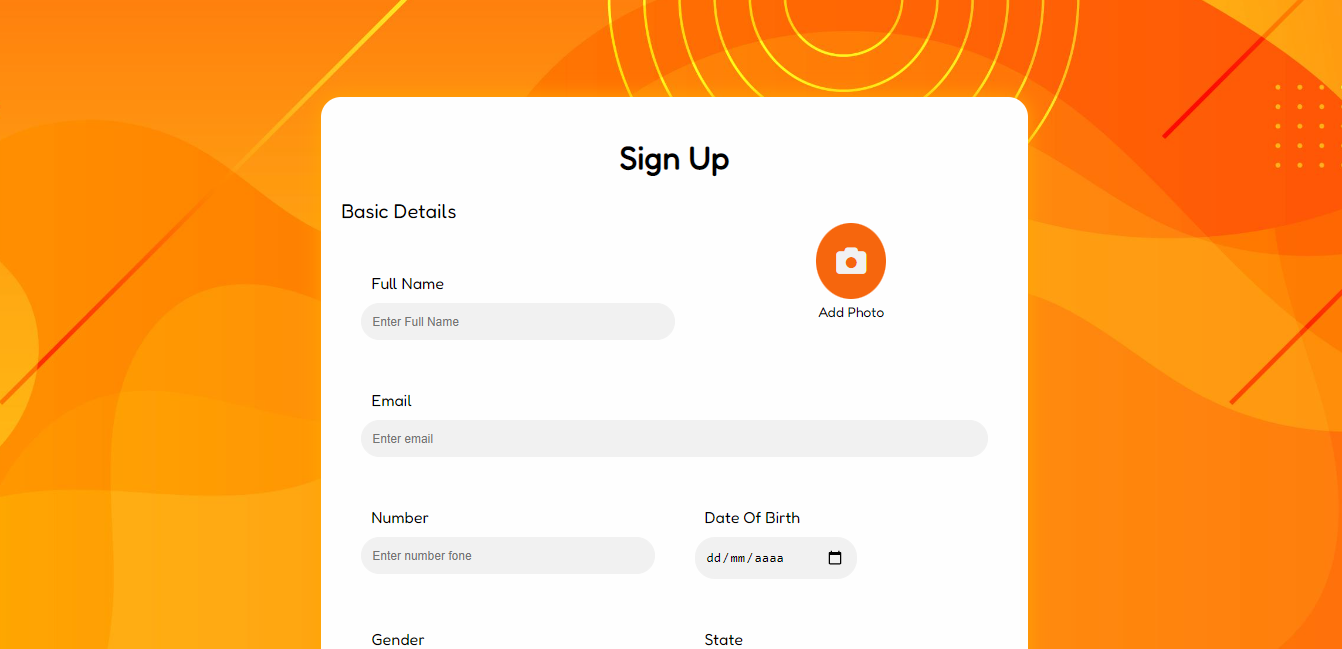 Sign Up
Basic Details
Full Name
Enter Full Name
Add Photo
Email
Enter email
Number
Date Of Birth
Enter number fone
dd/mm/aaaa
Gender
State